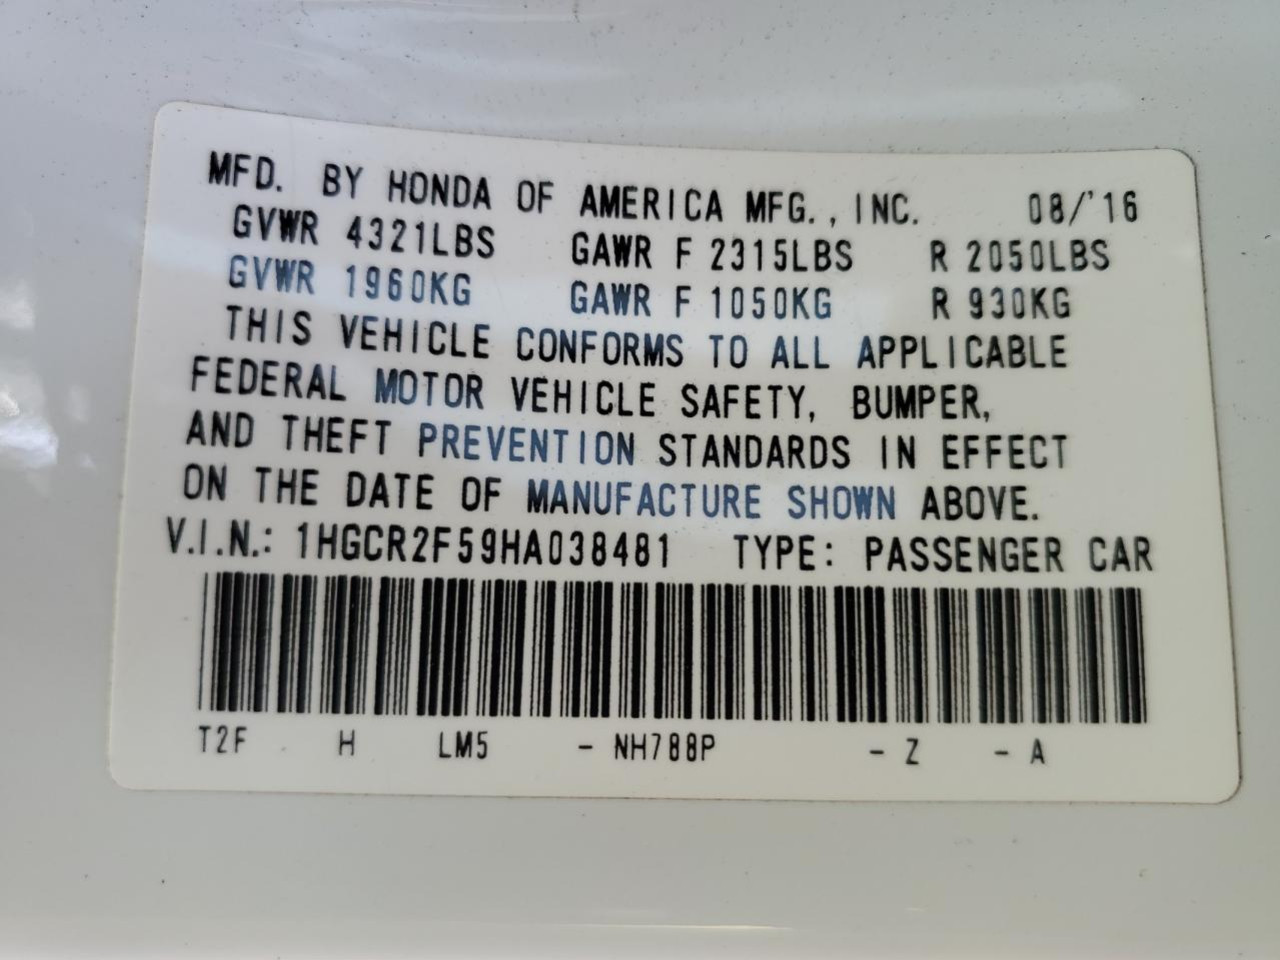 MFD. BY HONDA OF AMERICA MFG., INC. 08/'16
GVWR 4321LBS GAWR F 2315LBS R 2050LBS
GVWR 1960KG GAWR F 1050KG R 930KG
THIS VEHICLE CONFORMS TO ALL APPLICABLE
FEDERAL MOTOR VEHICLE SAFETY, BUMPER,
AND THEFT PREVENTION STANDARDS IN EFFECT
ON THE DATE OF MANUFACTURE SHOWN ABOVE.
V.I.N.: 1HGCR2F59HA038481 TYPE: PASSENGER CAR
T2F H LM5 - NH788P - Z - A